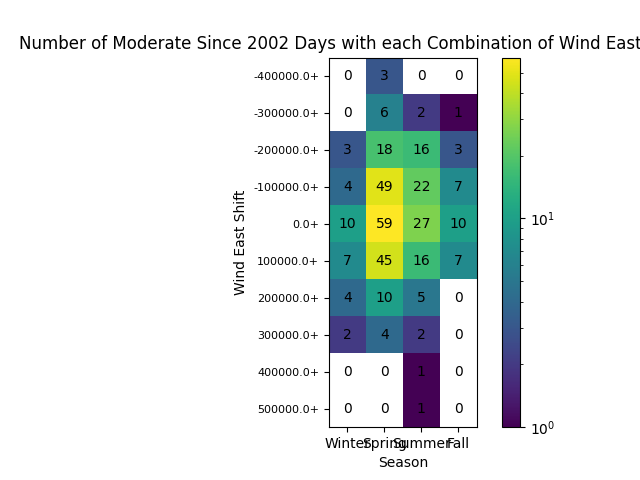 Number of Moderate Since 2002 Days with each Combination of Wind East
-400000.0+ 0 3 0 0
-300000.0+ 0 6 2 1
-200000.0+ 3 18 16 3
-100000.0+ 4 49 22 7
0.0+ 10 59 27 10
100000.0+ 7 45 16 7
200000.0+ 4 10 5 0
300000.0+ 2 4 2 0
400000.0+ 0 0 1 0
500000.0+ 0 0 1 0
Wind East Shift
Winter Spring Summer Fall
Season
10¹
10⁰